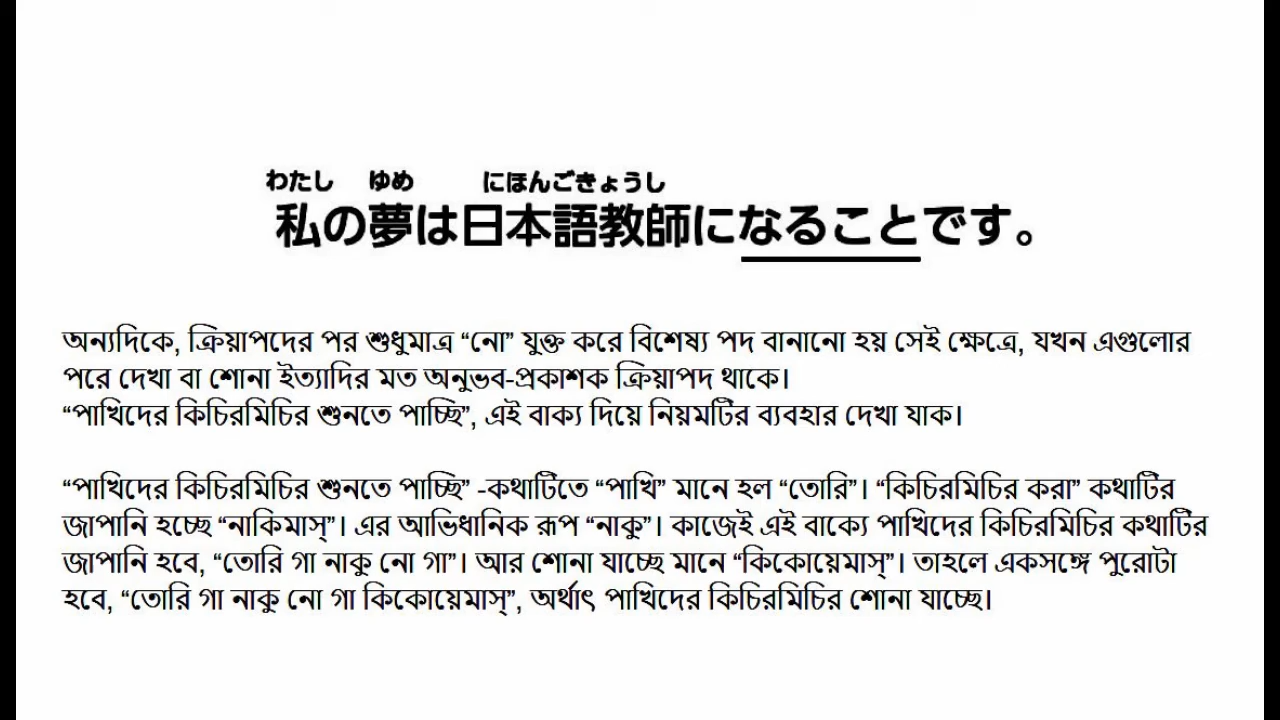 わたし ゆめ にほんごきょうし
私の夢は日本語教師になることです。
অন্যদিকে, ক্রিয়াপদের পর শুধুমাত্র “নো” যুক্ত করে বিশেষ্য পদ বানানো হয় সেই ক্ষেত্রে, যখন এগুলোর
পরে দেখা বা শোনা ইত্যাদির মত অনুভব-প্রকাশক ক্রিয়াপদ থাকে।
“পাখিদের কিচিরমিচির শুনতে পাচ্ছি”, এই বাক্য দিয়ে নিয়মটির ব্যবহার দেখা যাক।
“পাখিদের কিচিরমিচির শুনতে পাচ্ছি” -কথাটিতে “পাখি” মানে হল “তোরি”। “কিচিরমিচির করা” কথাটির
জাপানি হচ্ছে “নাকিমাস্”। এর আভিধানিক রূপ “নাকু”। কাজেই এই বাক্যে পাখিদের কিচিরমিচির কথাটির
জাপানি হবে, “তোরি গা নাকু নো গা”। আর শোনা যাচ্ছে মানে “কিকোয়েমাস্”। তাহলে একসঙ্গে পুরোটা
হবে, “তোরি গা নাকু নো গা কিকোয়েমাস্”, অর্থাৎ পাখিদের কিচিরমিচির শোনা যাচ্ছে।